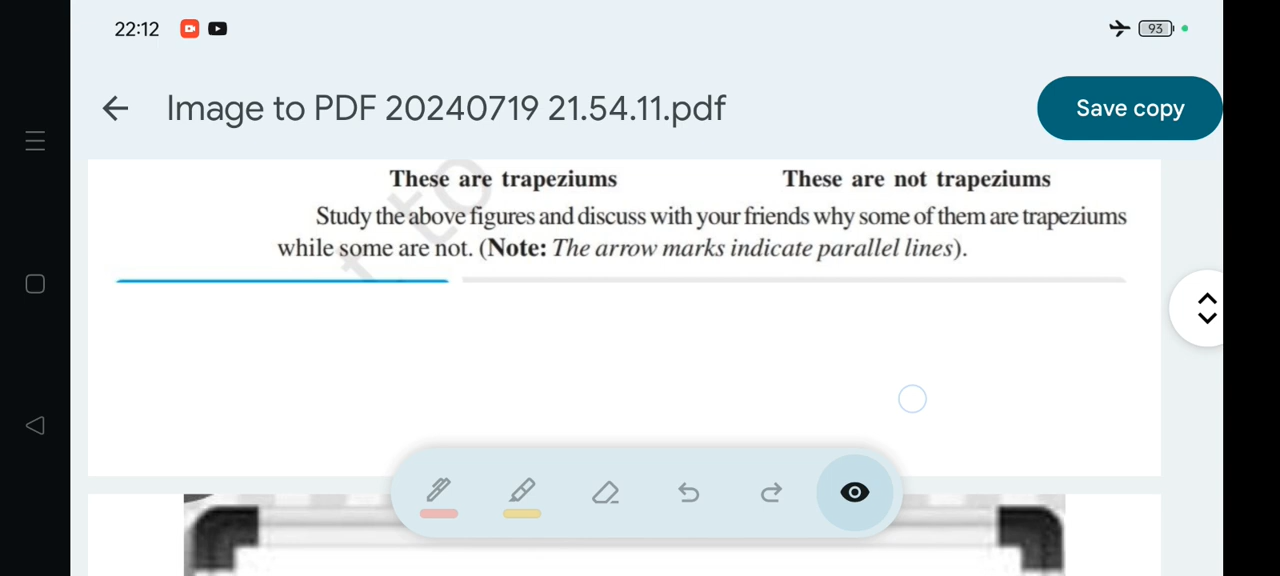 22:12
93
Image to PDF 20240719 21.54.11.pdf
Save copy
to
These are trapeziums
These are not trapeziums
Study the above figures and discuss with your friends why some of them are trapeziums
while some are not. (Note: The arrow marks indicate parallel lines).